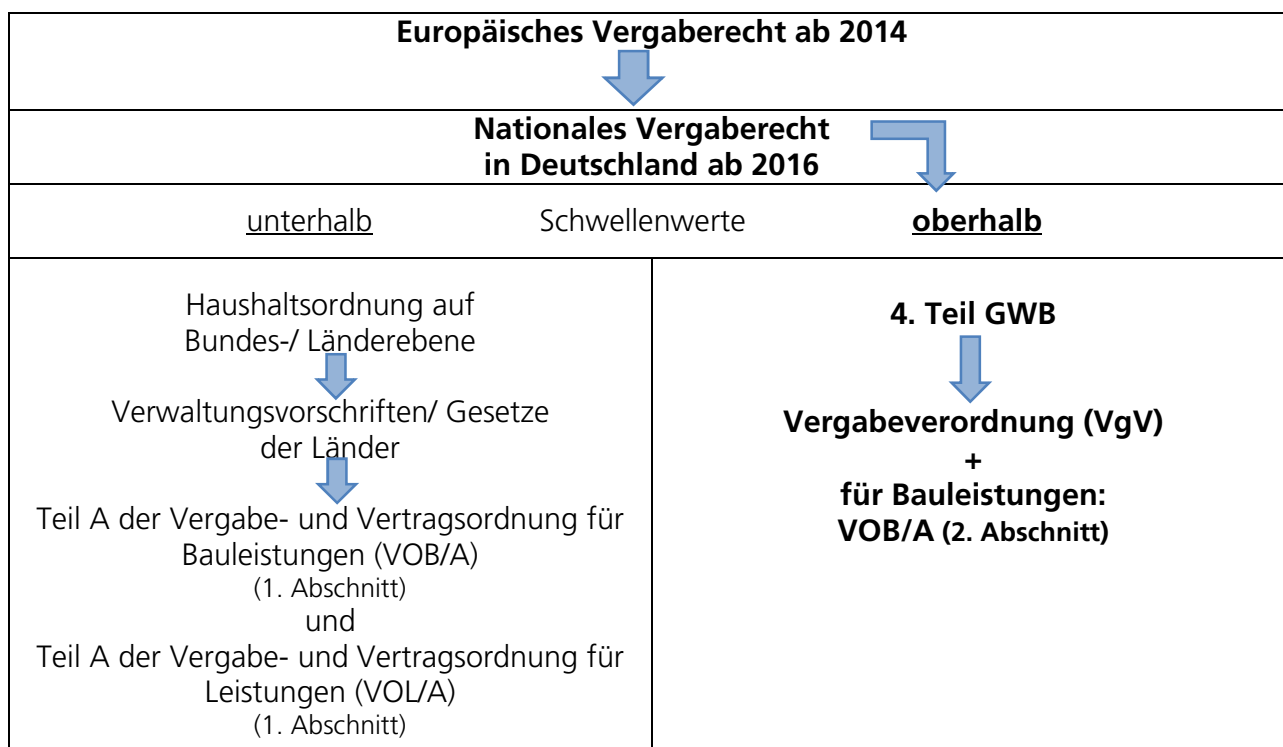 Europäisches Vergaberecht ab 2014
Nationales Vergaberecht
in Deutschland ab 2016
unterhalb Schwellenwerte oberhalb
Haushaltsordnung auf
Bundes-/ Länderebene
Verwaltungsvorschriften/ Gesetze
der Länder
Teil A der Vergabe- und Vertragsordnung für
Bauleistungen (VOB/A)
(1. Abschnitt)
und
Teil A der Vergabe- und Vertragsordnung für
Leistungen (VOL/A)
(1. Abschnitt)
4. Teil GWB
Vergabeverordnung (VgV)
+
für Bauleistungen:
VOB/A (2. Abschnitt)